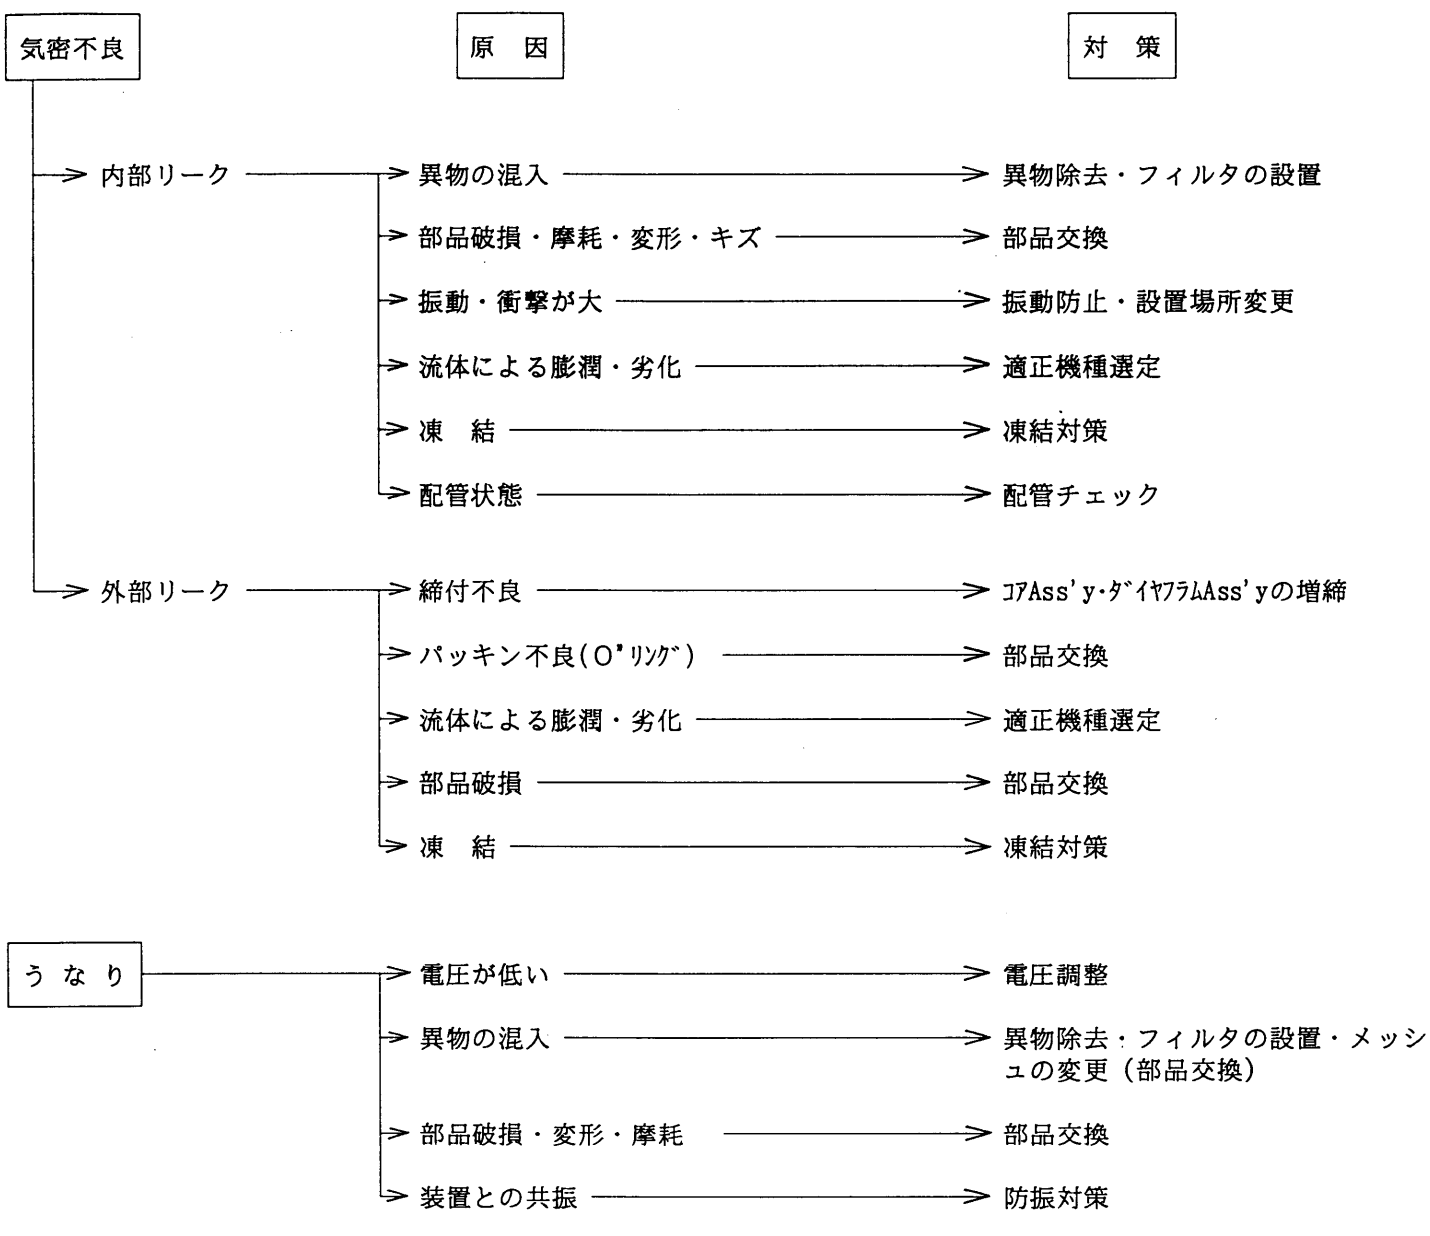 気密不良 原 因 対 策
内部リーク 異物の混入 異物除去・フィルタの設置
部品破損・摩耗・変形・キズ 部品交換
振動・衝撃が大 振動防止・設置場所変更
流体による膨潤・劣化 適正機種選定
凍 結 凍結対策
配管状態 配管チェック
外部リーク 締付不良 ｺｱAss'y・ﾀﾞｲﾔﾌﾗﾑAss'yの増締
パッキン不良(O"ﾘﾝｸﾞ) 部品交換
流体による膨潤・劣化 適正機種選定
部品破損 部品交換
凍 結 凍結対策
う な り 電圧が低い 電圧調整
異物の混入 異物除去・フィルタの設置・メッシ
ュの変更（部品交換）
部品破損・変形・摩耗 部品交換
装置との共振 防振対策